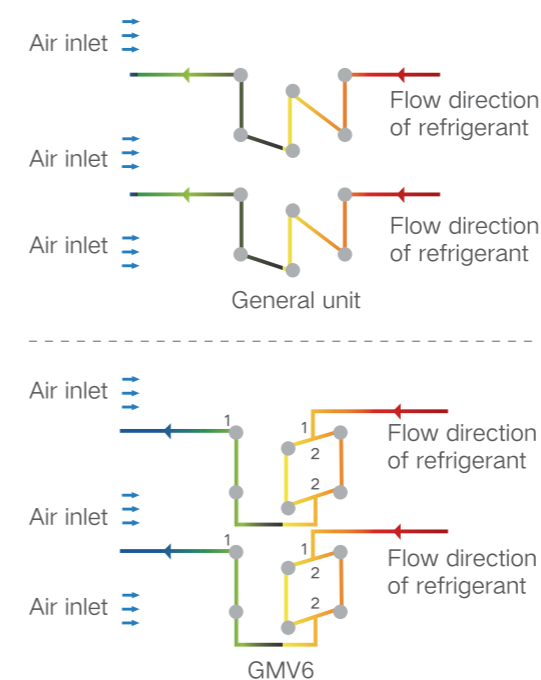 Air inlet
Flow direction
of refrigerant
Air inlet
Flow direction
of refrigerant
Air inlet
General unit
Air inlet
1
1
Flow direction
of refrigerant
2
2
Air inlet
1
1
Flow direction
of refrigerant
2
2
Air inlet
GMV6